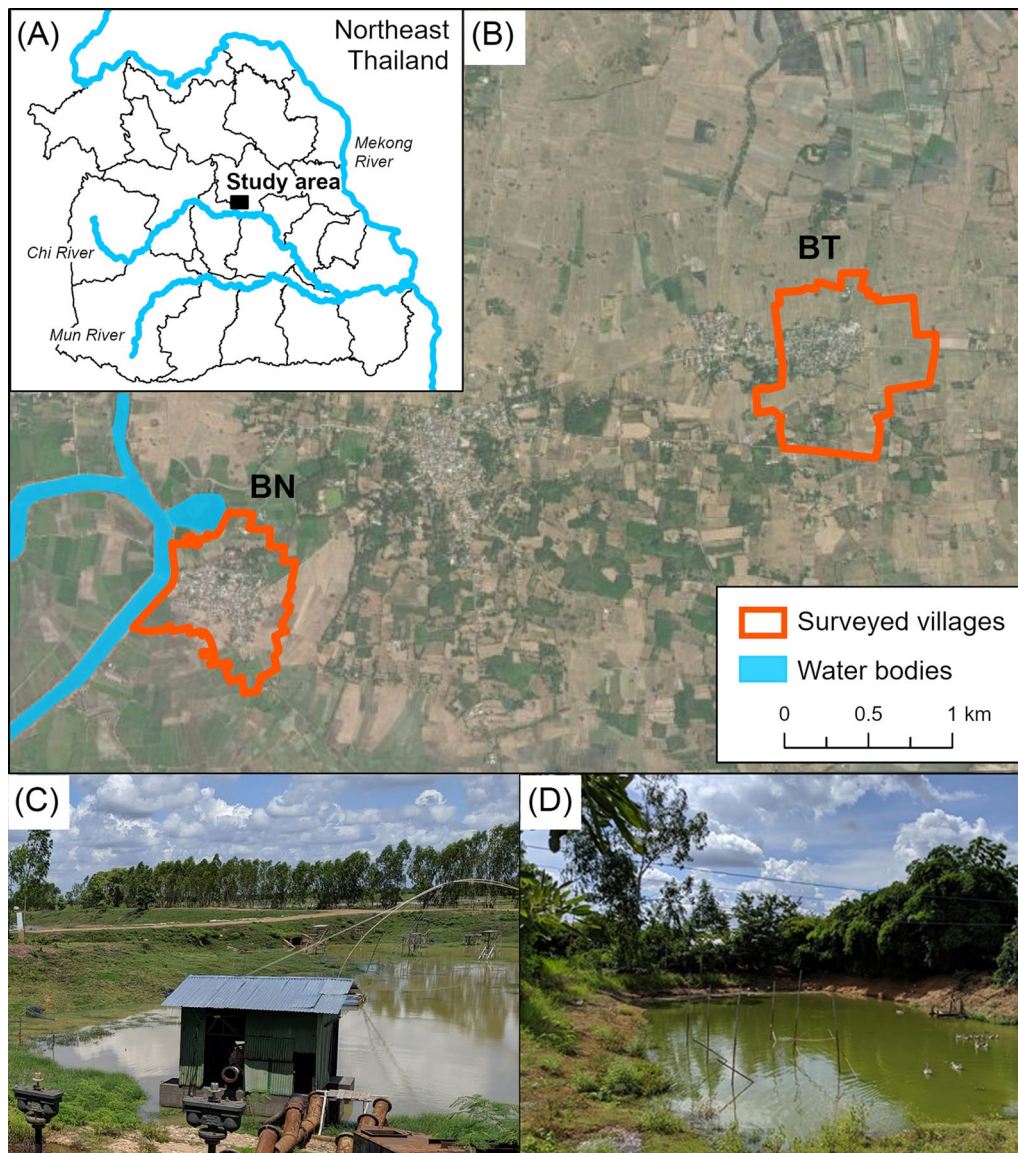 (A)
Northeast
Thailand
Mekong
River
Study area
Chi River
Mun River
(B)
BT
BN
Surveyed villages
Water bodies
0 0.5 1 km
(C)
(D)